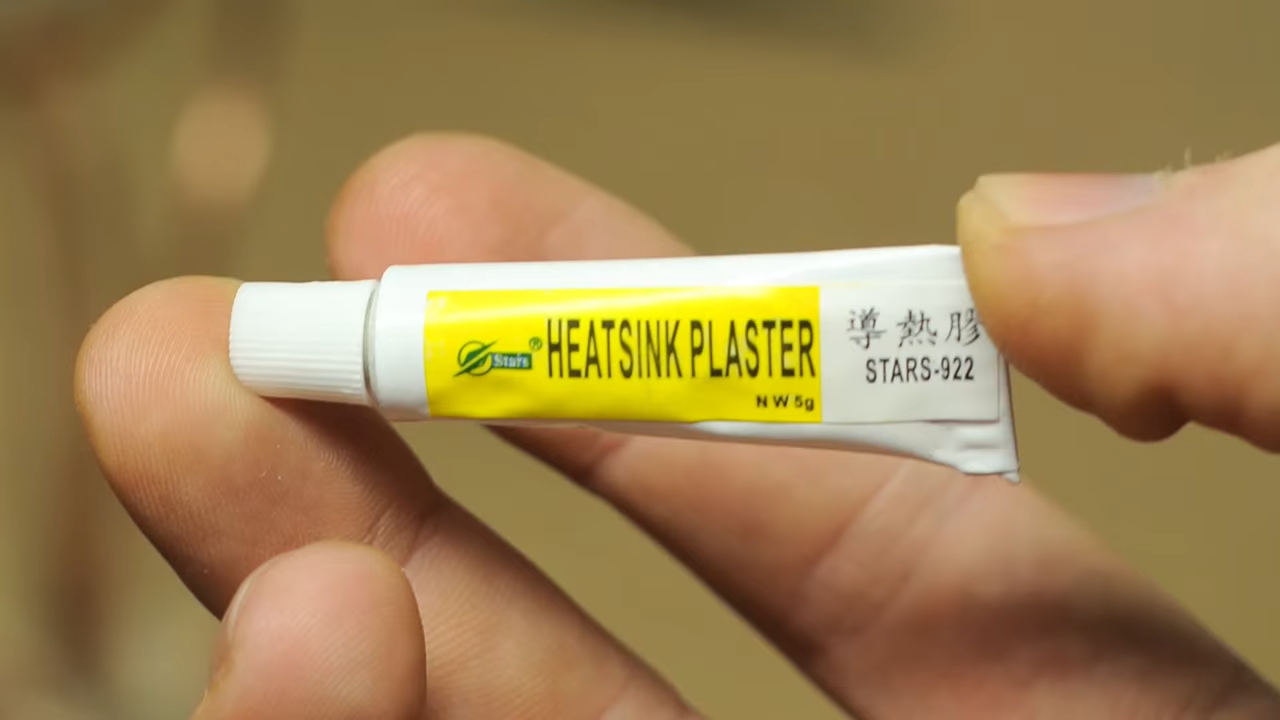 Stars®
HEATSINK PLASTER
N W 5g
導熱膠
STARS-922